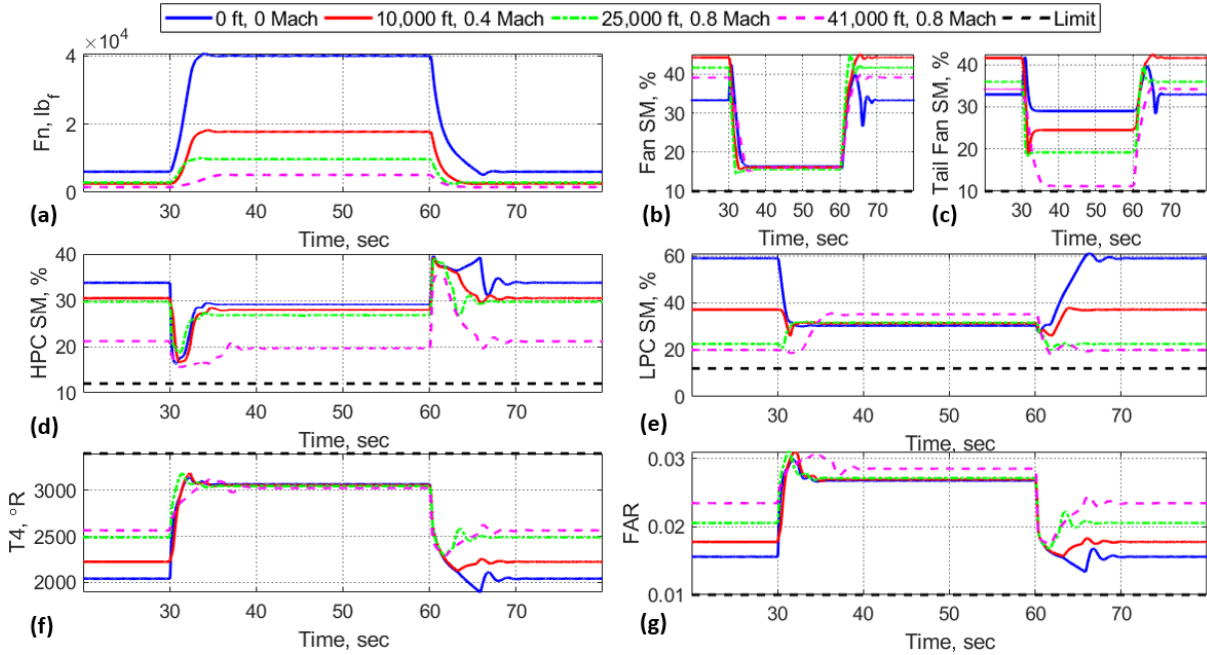 0 ft, 0 Mach 10,000 ft, 0.4 Mach 25,000 ft, 0.8 Mach 41,000 ft, 0.8 Mach Limit
×10⁴
Fn, lb_f
4
2
0
30 40 50 60 70
Time, sec
(a)
Fan SM, %
40
30
20
10
30 40 50 60 70
Time, sec
(b)
Tail Fan SM, %
40
30
20
10
30 40 50 60 70
Time, sec
(c)
HPC SM, %
40
30
20
10
30 40 50 60 70
Time, sec
(d)
LPC SM, %
60
40
20
0
30 40 50 60 70
Time, sec
(e)
T4, °R
3000
2500
2000
30 40 50 60 70
Time, sec
(f)
FAR
0.03
0.02
0.01
30 40 50 60 70
Time, sec
(g)